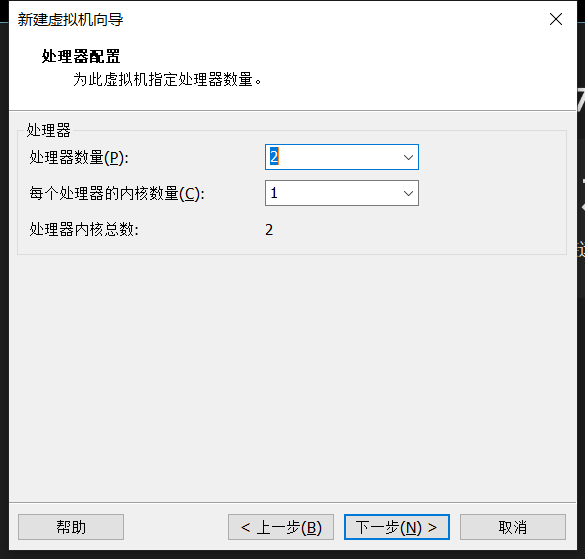 新建虚拟机向导
处理器配置
为此虚拟机指定处理器数量。
处理器
处理器数量(P): 2
每个处理器的内核数量(C): 1
处理器内核总数: 2
帮助 < 上一步(B) 下一步(N) > 取消